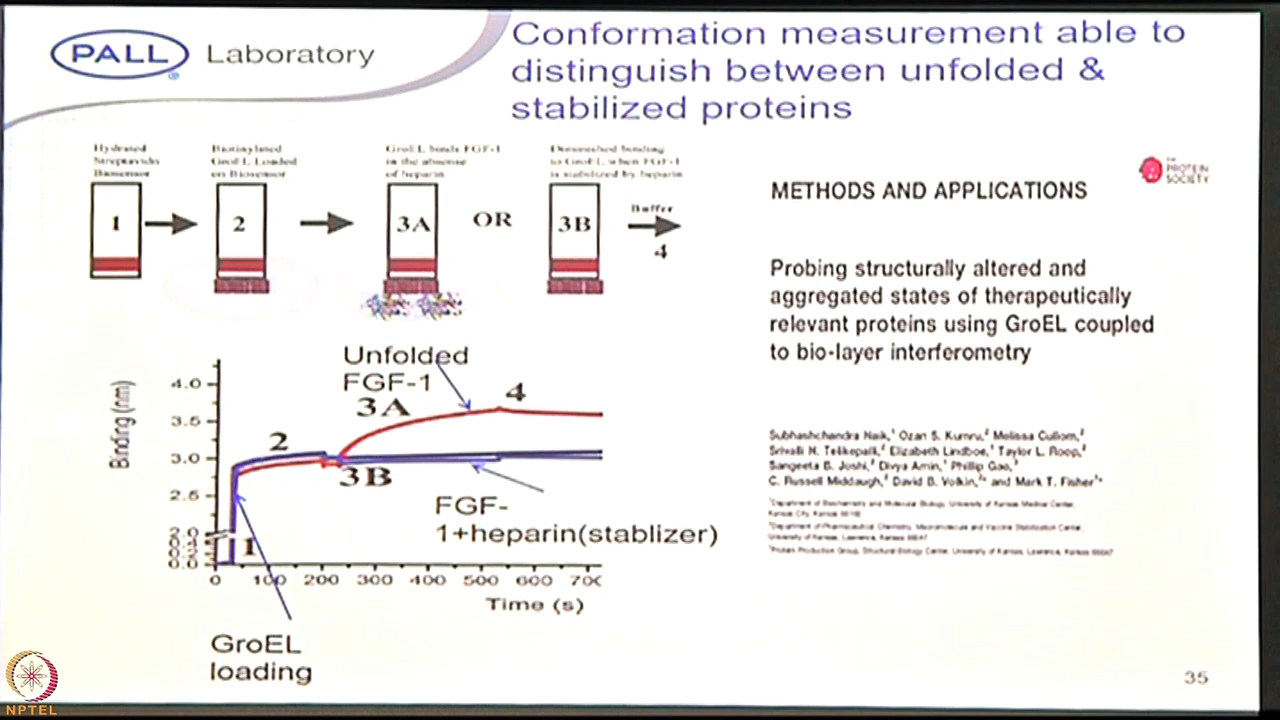 PALL Laboratory
Conformation measurement able to
distinguish between unfolded &
stabilized proteins
Hydrated
Streptavidin
Biosensor
Biotinylated
GroEL Loaded
on Biosensor
GroEL binds FGF-1
in the absense
of heparin
Diminished binding
to GroEL when FGF-1
is stabilized by heparin
1
2
3A
OR
3B
Buffer
4
THE
PROTEIN
SOCIETY
METHODS AND APPLICATIONS
Probing structurally altered and
aggregated states of therapeutically
relevant proteins using GroEL coupled
to bio-layer interferometry
Subhashchandra Naik,¹ Ozan S. Kumru,² Melissa Cullom,²
Srivalli N. Telikepalli,² Elizabeth Lindboe,¹ Taylor L. Roop,²
Sangeeta B. Joshi,² Divya Amin,¹ Phillip Gao,³
C. Russell Middaugh,² David B. Volkin,²* and Mark T. Fisher¹*
¹Department of Biochemistry and Molecular Biology, University of Kansas Medical Center,
Kansas City, Kansas
²Department of Pharmaceutical Chemistry, Macromolecule and Vaccine Stabilization Center,
University of Kansas, Lawrence, Kansas
³Protein Production Group, Structural Biology Center, University of Kansas, Lawrence, Kansas
Unfolded
FGF-1
3A
4
2
3B
1
FGF-
1+heparin(stablizer)
Binding (nm)
4.0
3.5
3.0
2.5
2.0
0.0
0 100 200 300 400 500 600
Time (s)
GroEL
loading
35
NPTEL